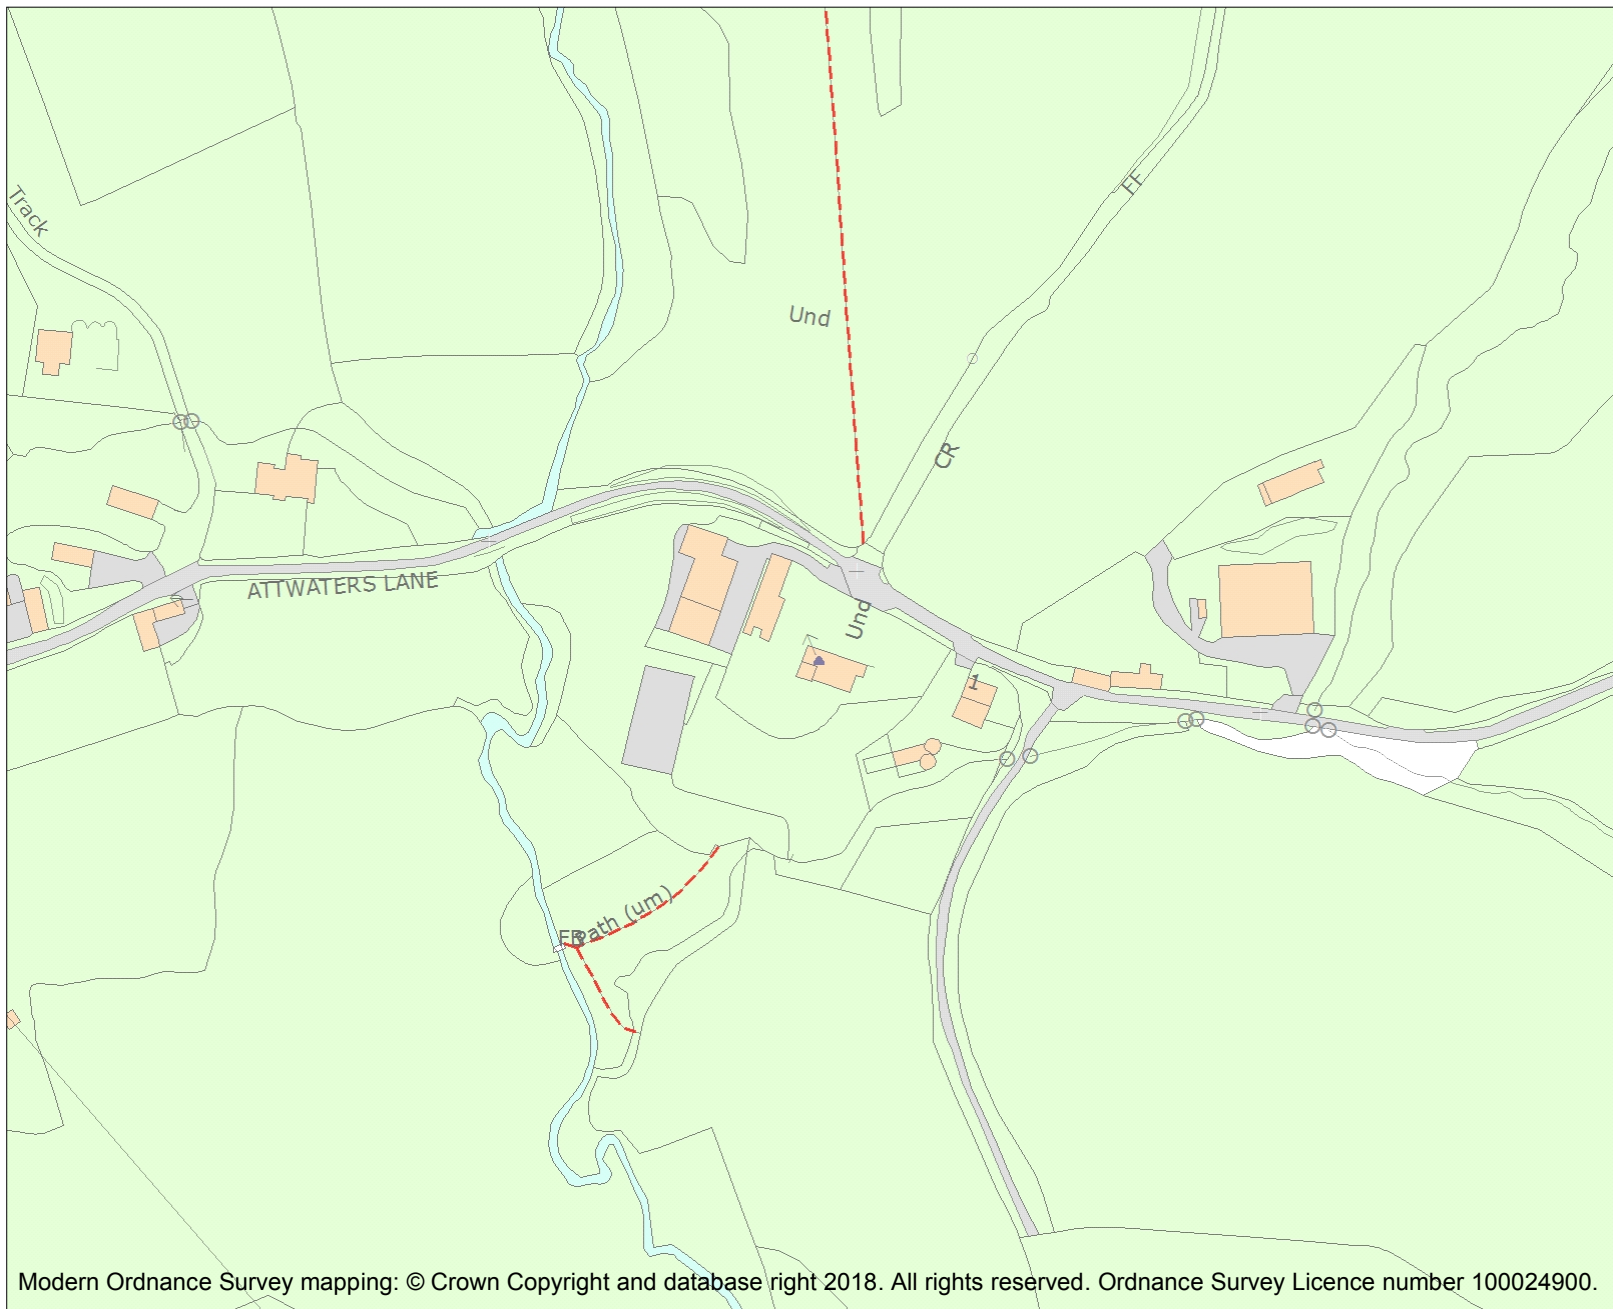 Track
FF
Und
CR
ATTWATERS LANE
Und
1
Path (um)
FB
Modern Ordnance Survey mapping: © Crown Copyright and database right 2018. All rights reserved. Ordnance Survey Licence number 100024900.